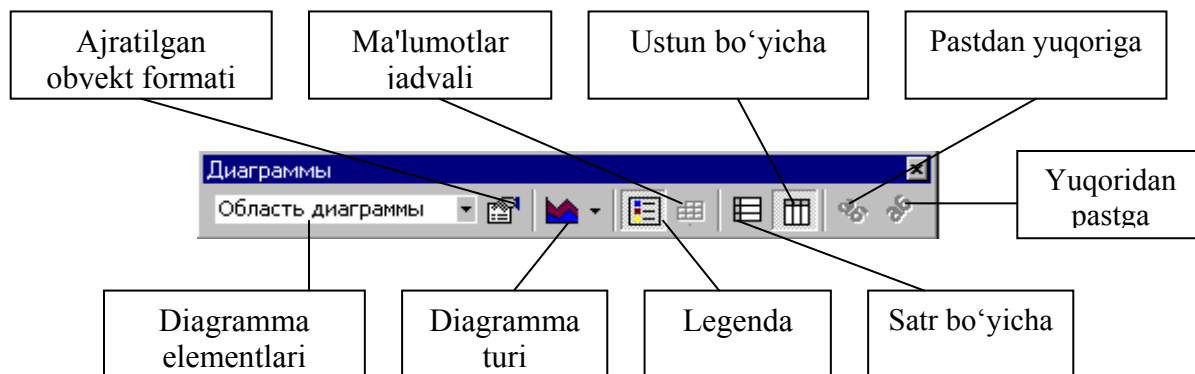 Ajratilgan
obyekt formati
Ma'lumotlar
jadvali
Ustun bo‘yicha
Pastdan yuqoriga
Диаграммы
Область диаграммы
Yuqoridan
pastga
Diagramma
elementlari
Diagramma
turi
Legenda
Satr bo‘yicha